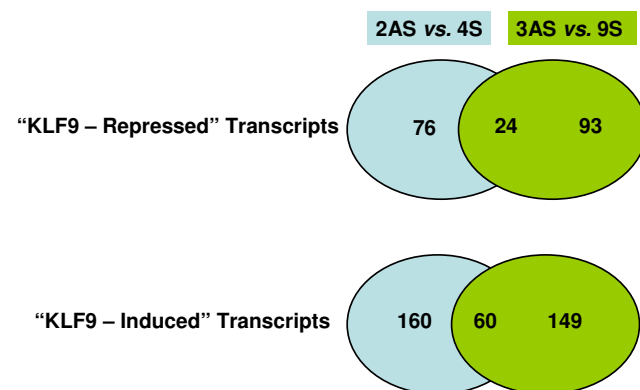 2AS vs. 4S 3AS vs. 9S
“KLF9 – Repressed” Transcripts 76 24 93
“KLF9 – Induced” Transcripts 160 60 149